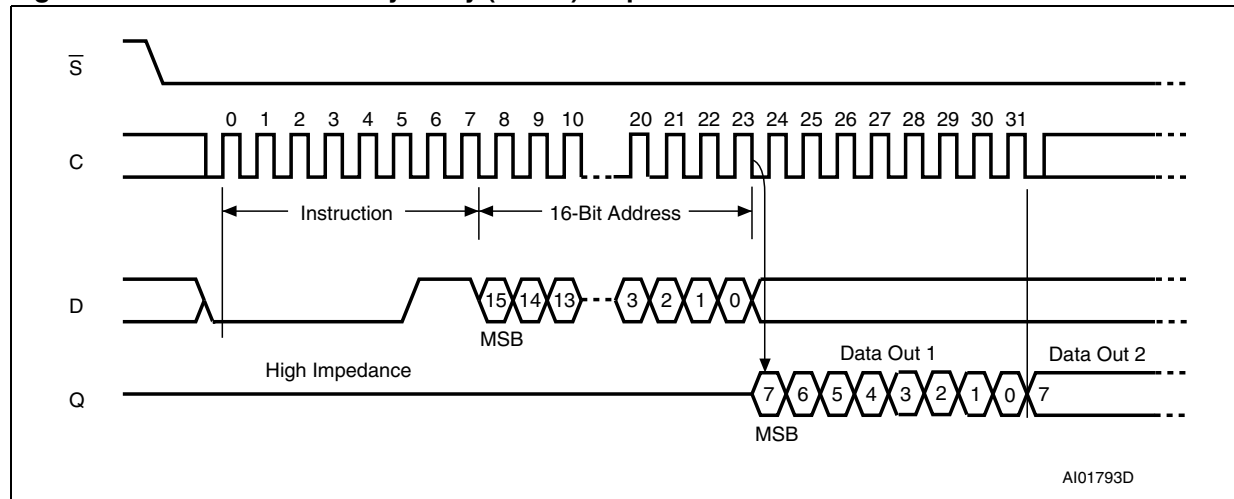 S
0 1 2 3 4 5 6 7 8 9 10 20 21 22 23 24 25 26 27 28 29 30 31
C
Instruction 16-Bit Address
D
15 14 13 3 2 1 0
MSB
High Impedance Data Out 1 Data Out 2
Q
7 6 5 4 3 2 1 0 7
MSB
AI01793D